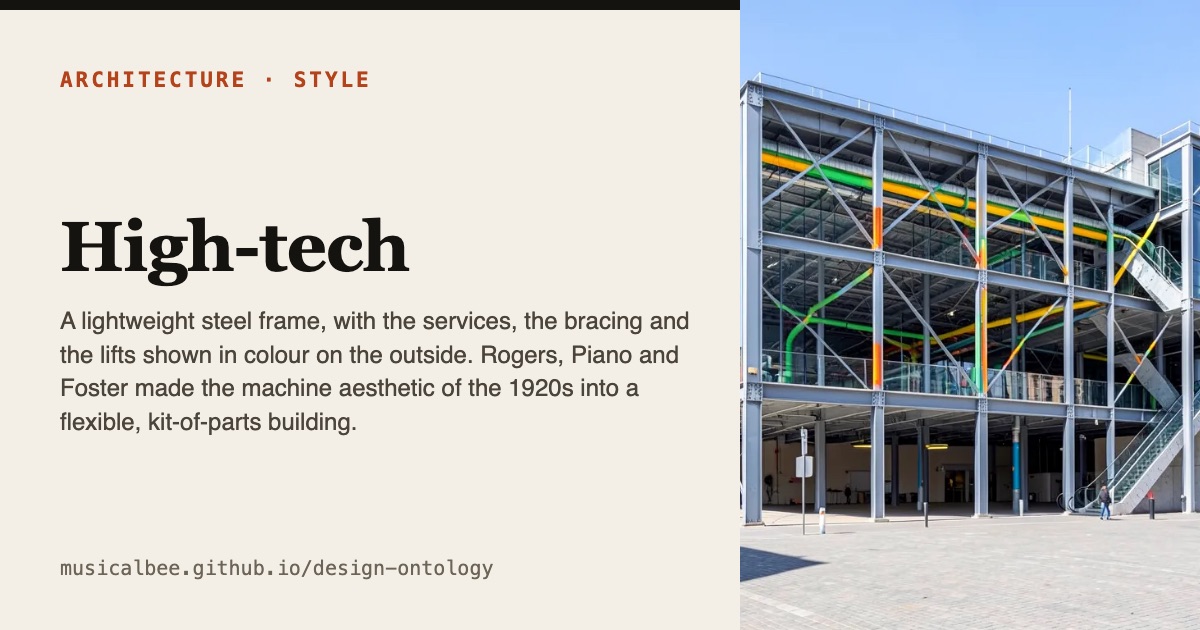 ARCHITECTURE · STYLE
High-tech
A lightweight steel frame, with the services, the bracing and
the lifts shown in colour on the outside. Rogers, Piano and
Foster made the machine aesthetic of the 1920s into a
flexible, kit-of-parts building.
musicalbee.github.io/design-ontology